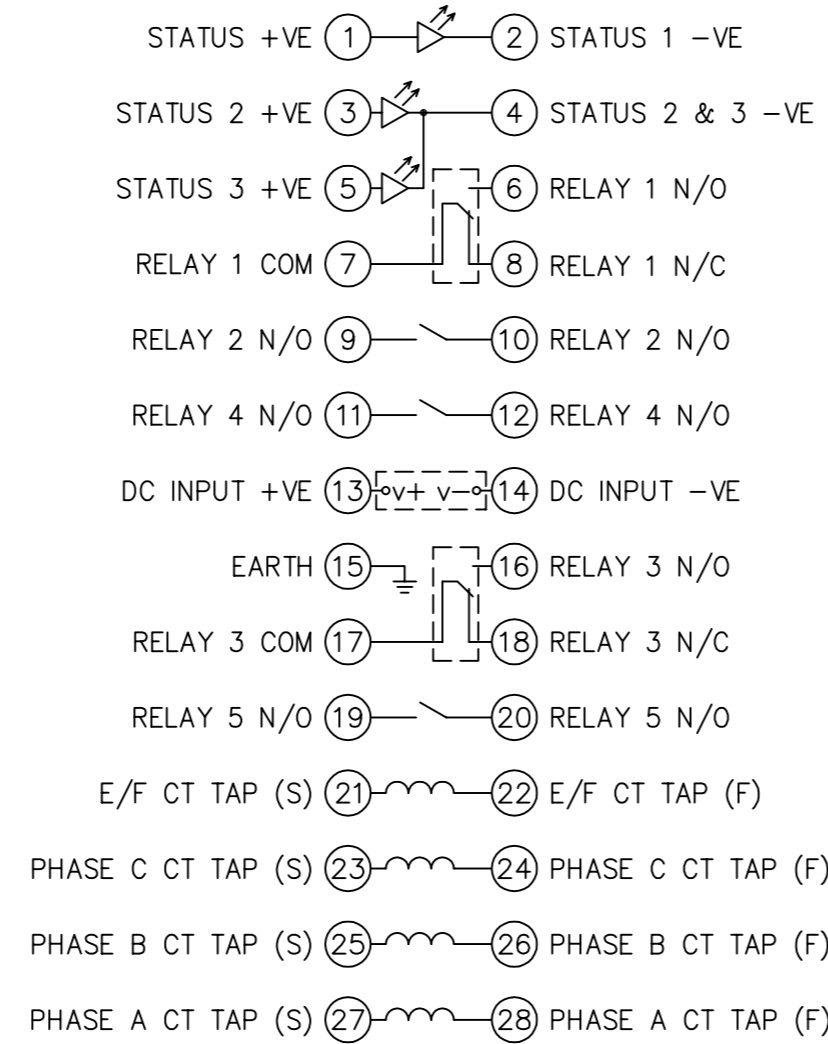 STATUS +VE 1 2 STATUS 1 −VE
STATUS 2 +VE 3 4 STATUS 2 & 3 −VE
STATUS 3 +VE 5 6 RELAY 1 N/O
RELAY 1 COM 7 8 RELAY 1 N/C
RELAY 2 N/O 9 10 RELAY 2 N/O
RELAY 4 N/O 11 12 RELAY 4 N/O
DC INPUT +VE 13 V+ V− 14 DC INPUT −VE
EARTH 15 16 RELAY 3 N/O
RELAY 3 COM 17 18 RELAY 3 N/C
RELAY 5 N/O 19 20 RELAY 5 N/O
E/F CT TAP (S) 21 22 E/F CT TAP (F)
PHASE C CT TAP (S) 23 24 PHASE C CT TAP (F)
PHASE B CT TAP (S) 25 26 PHASE B CT TAP (F)
PHASE A CT TAP (S) 27 28 PHASE A CT TAP (F)